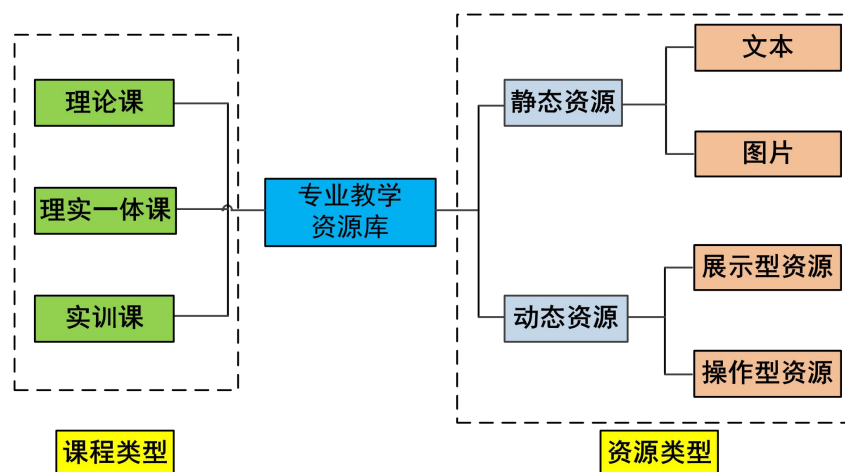 理论课
理实一体课
实训课
课程类型
专业教学
资源库
静态资源
动态资源
文本
图片
展示型资源
操作型资源
资源类型